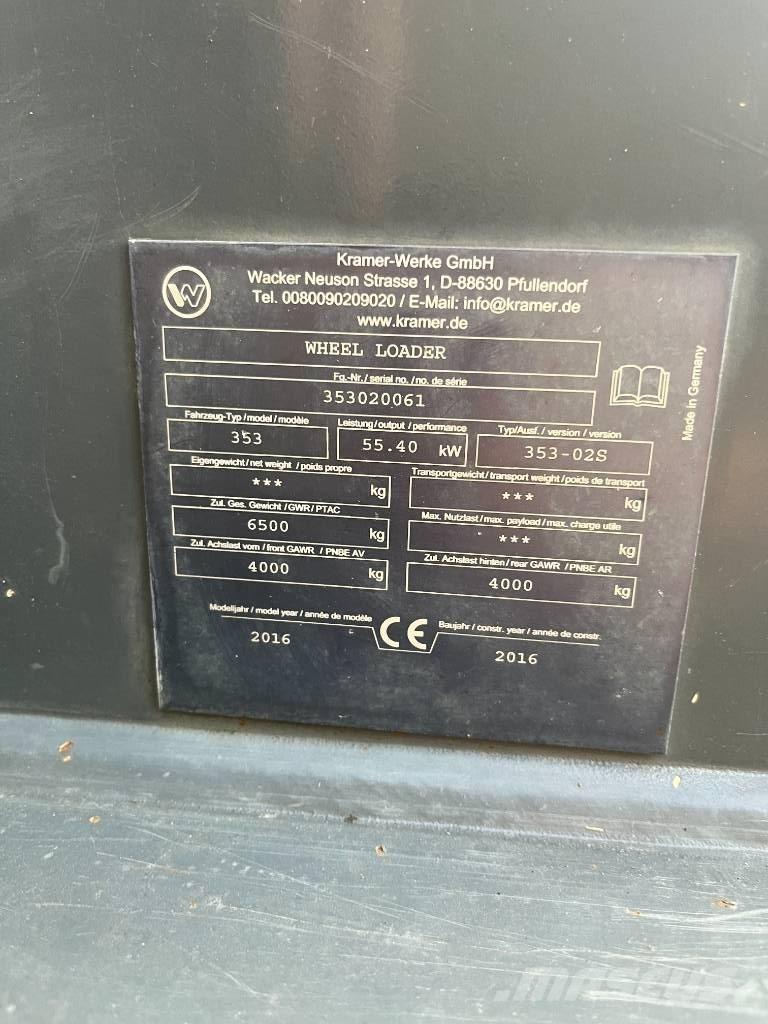 Kramer-Werke GmbH
Wacker Neuson Strasse 1, D-88630 Pfullendorf
Tel. 0080090209020 / E-Mail: info@kramer.de
www.kramer.de
W
WHEEL LOADER
Fg.-Nr./ serial no. / no. de série
353020061
Made in Germany
Fahrzeug-Typ / model / modèle
353
Leistung / output / performance
55.40 kW
Typ/Ausf. / version / version
353-02S
Eigengewicht / net weight / poids propre
*** kg
Transportgewicht / transport weight / poids de transport
*** kg
Zul. Ges. Gewicht / GWR / PTAC
6500 kg
Max. Nutzlast / max. payload / max. charge utile
*** kg
Zul. Achslast vorn / front GAWR / PNBE AV
4000 kg
Zul. Achslast hinten / rear GAWR / PNBE AR
4000 kg
Modelljahr / model year / année de modèle
2016
CE
Baujahr / constr. year / année de constr.
2016
MASCUS